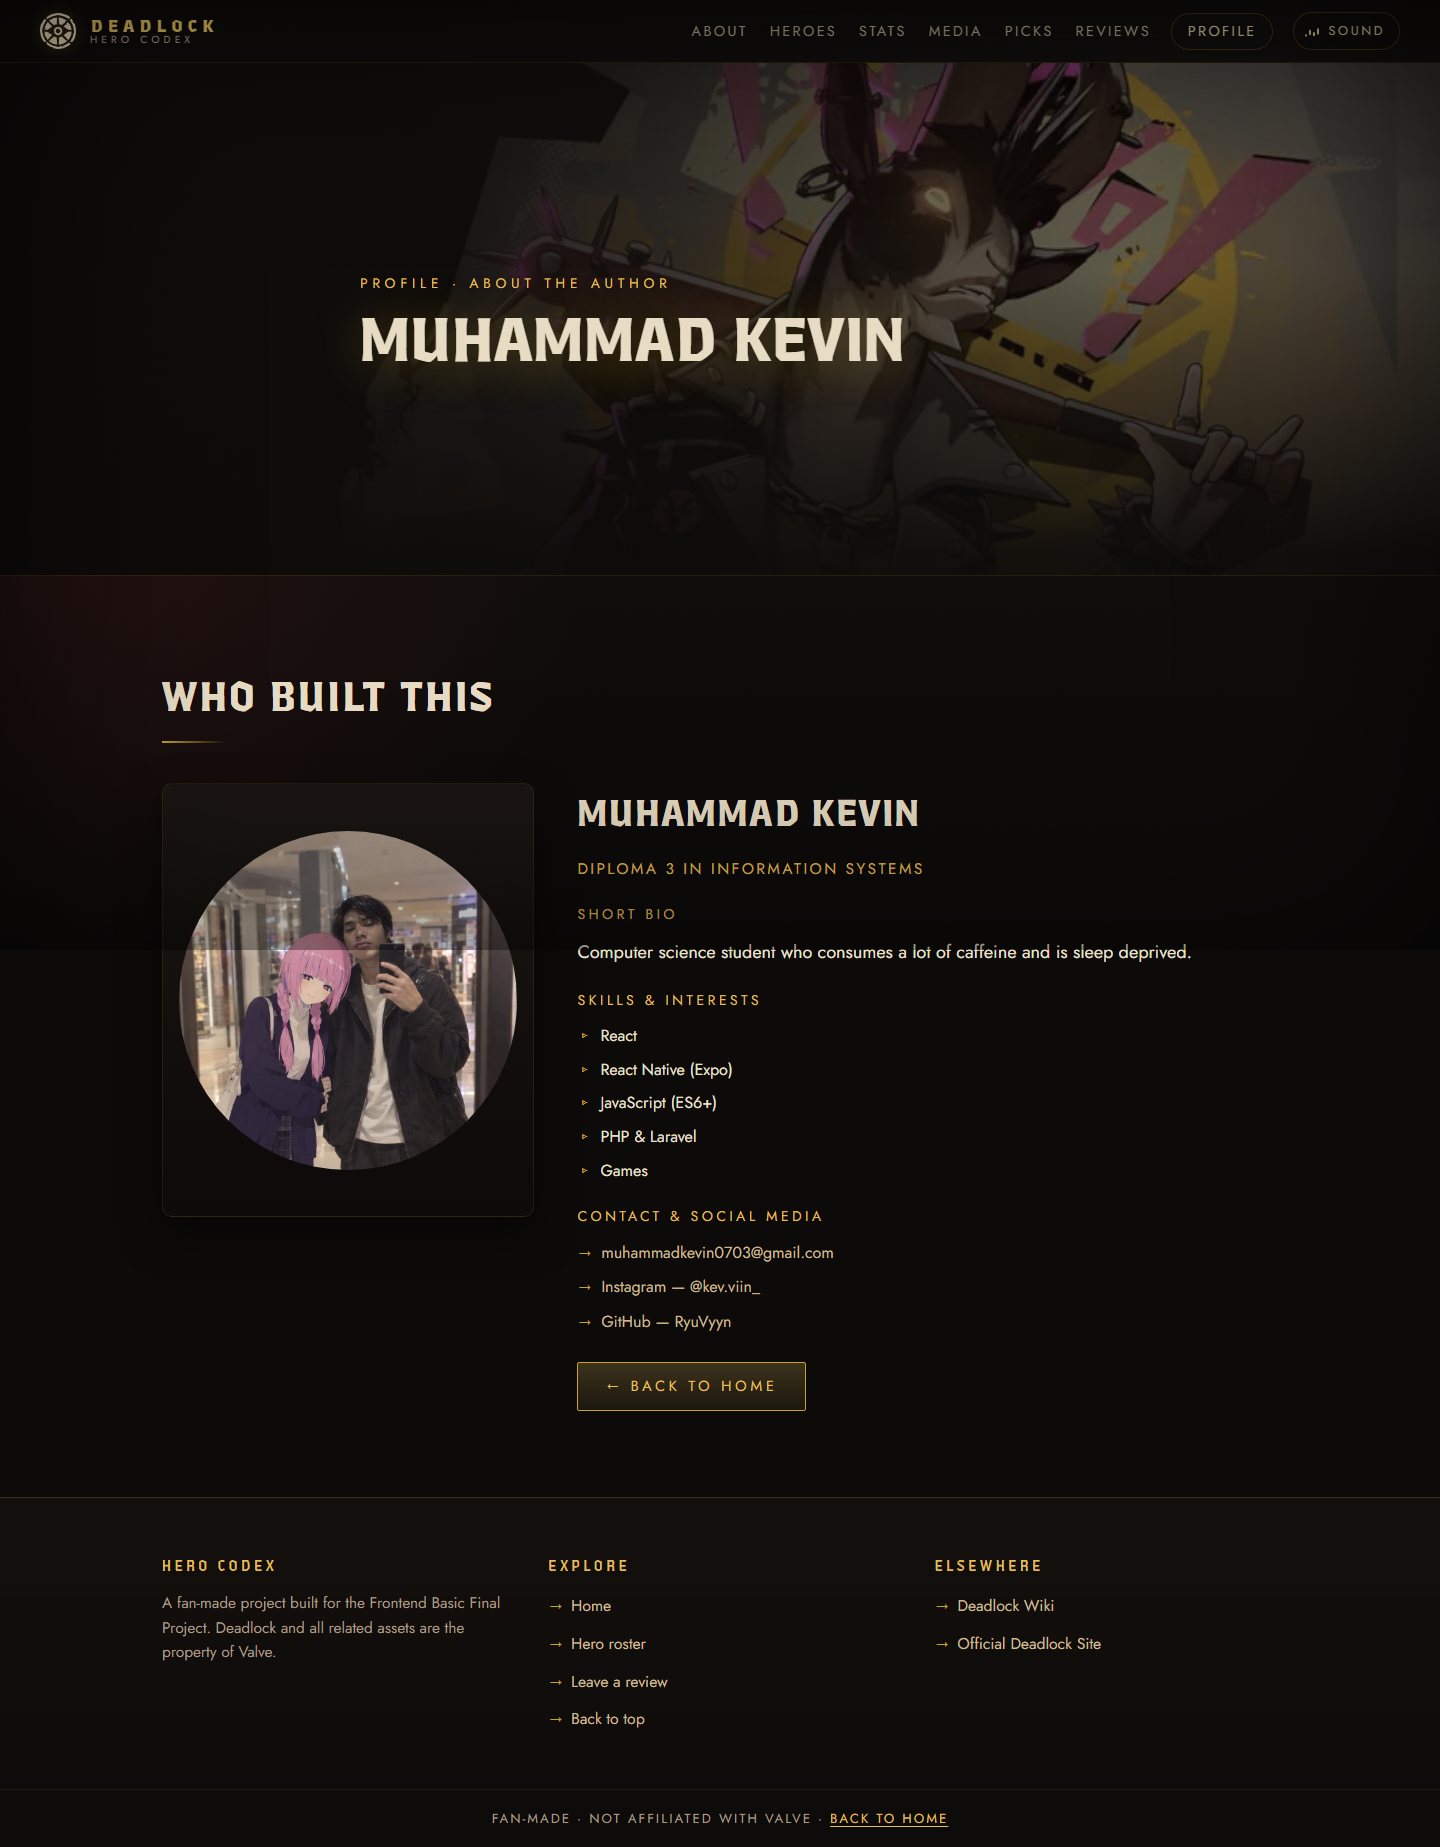 DEADLOCK
HERO CODEX
ABOUT HEROES STATS MEDIA PICKS REVIEWS PROFILE SOUND
PROFILE · ABOUT THE AUTHOR
MUHAMMAD KEVIN
WHO BUILT THIS
MUHAMMAD KEVIN
DIPLOMA 3 IN INFORMATION SYSTEMS
SHORT BIO
Computer science student who consumes a lot of caffeine and is sleep deprived.
SKILLS & INTERESTS
▹ React
▹ React Native (Expo)
▹ JavaScript (ES6+)
▹ PHP & Laravel
▹ Games
CONTACT & SOCIAL MEDIA
→ muhammadkevin0703@gmail.com
→ Instagram — @kev.viin_
→ GitHub — RyuVyyn
← BACK TO HOME
HERO CODEX
A fan-made project built for the Frontend Basic Final
Project. Deadlock and all related assets are the
property of Valve.
EXPLORE
→ Home
→ Hero roster
→ Leave a review
→ Back to top
ELSEWHERE
→ Deadlock Wiki
→ Official Deadlock Site
FAN-MADE · NOT AFFILIATED WITH VALVE · BACK TO HOME